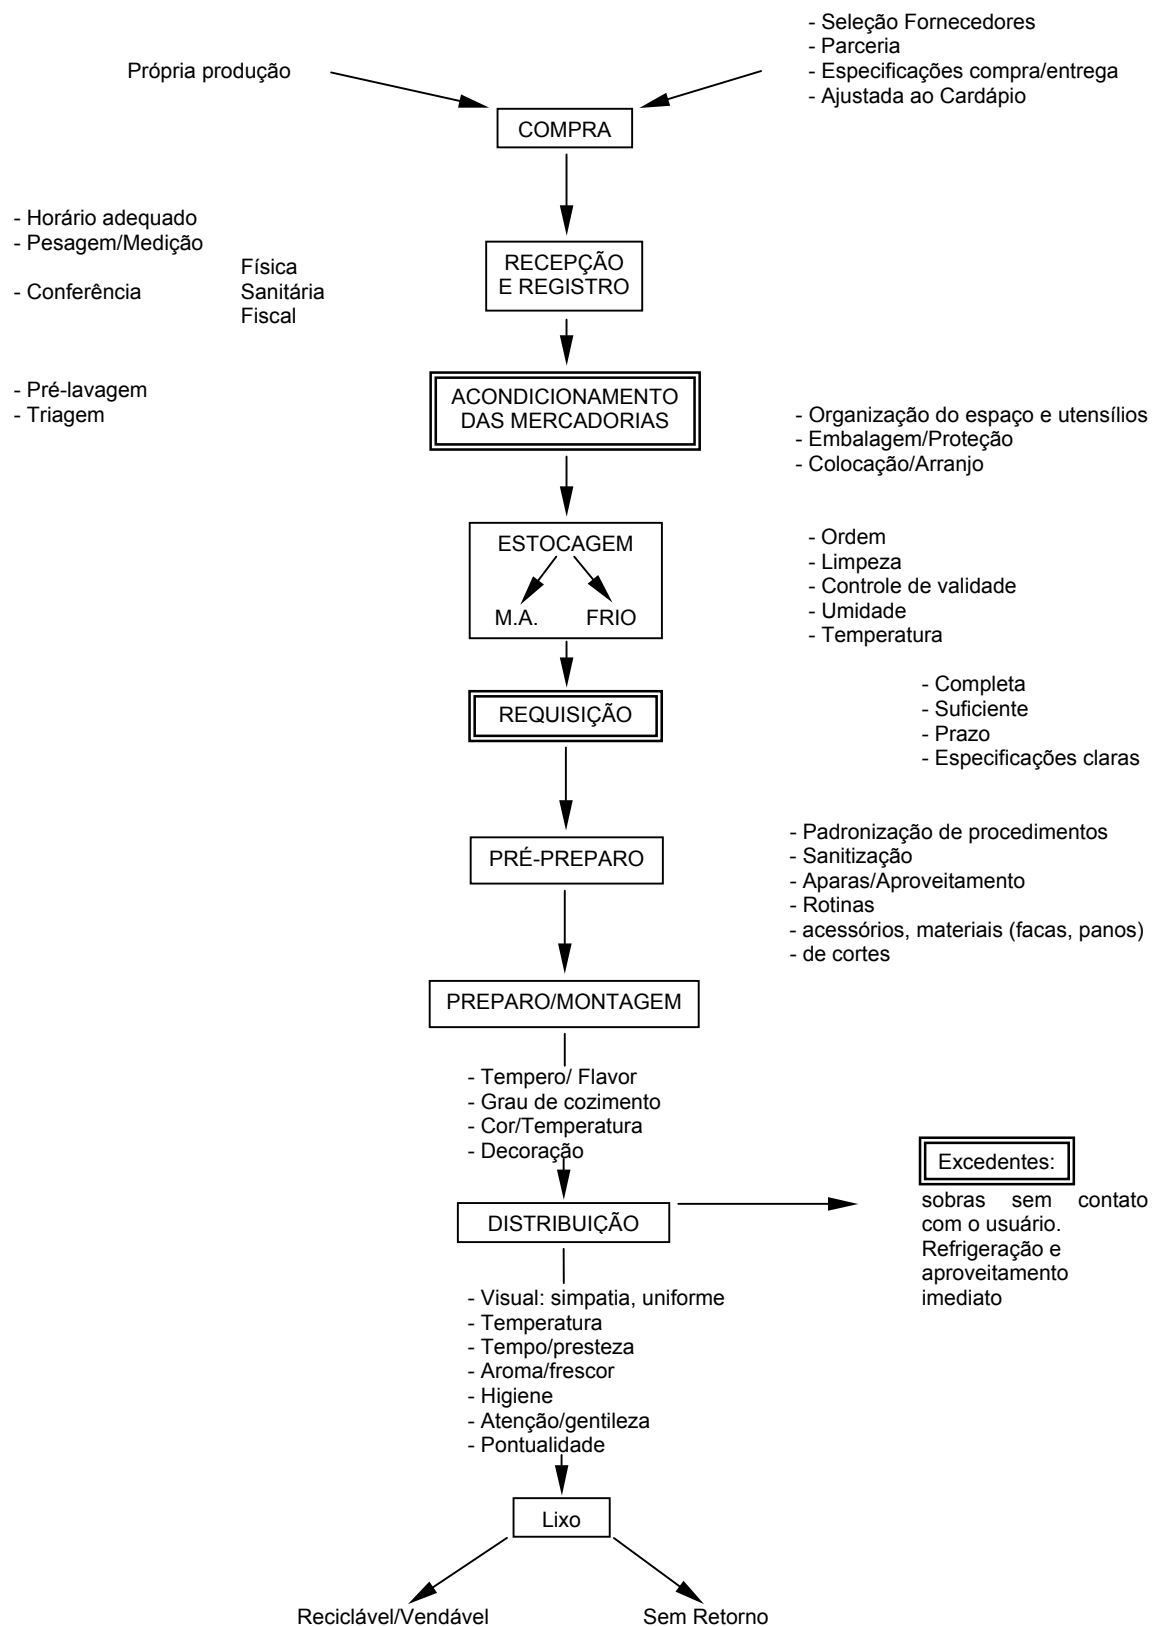 - Seleção Fornecedores
- Parceria
Própria produção
- Especificações compra/entrega
- Ajustada ao Cardápio
COMPRA
- Horário adequado
- Pesagem/Medição
Física
- Conferência
Sanitária
Fiscal
RECEPÇÃO
E REGISTRO
- Pré-lavagem
- Triagem
ACONDICIONAMENTO
DAS MERCADORIAS
- Organização do espaço e utensílios
- Embalagem/Proteção
- Colocação/Arranjo
ESTOCAGEM
M.A.
FRIO
- Ordem
- Limpeza
- Controle de validade
- Umidade
- Temperatura
REQUISIÇÃO
- Completa
- Suficiente
- Prazo
- Especificações claras
PRÉ-PREPARO
- Padronização de procedimentos
- Sanitização
- Aparas/Aproveitamento
- Rotinas
- acessórios, materiais (facas, panos)
- de cortes
PREPARO/MONTAGEM
- Tempero/ Flavor
- Grau de cozimento
- Cor/Temperatura
- Decoração
DISTRIBUIÇÃO
Excedentes:
sobras sem contato
com o usuário.
Refrigeração e
aproveitamento
imediato
- Visual: simpatia, uniforme
- Temperatura
- Tempo/presteza
- Aroma/frescor
- Higiene
- Atenção/gentileza
- Pontualidade
Lixo
Reciclável/Vendável
Sem Retorno